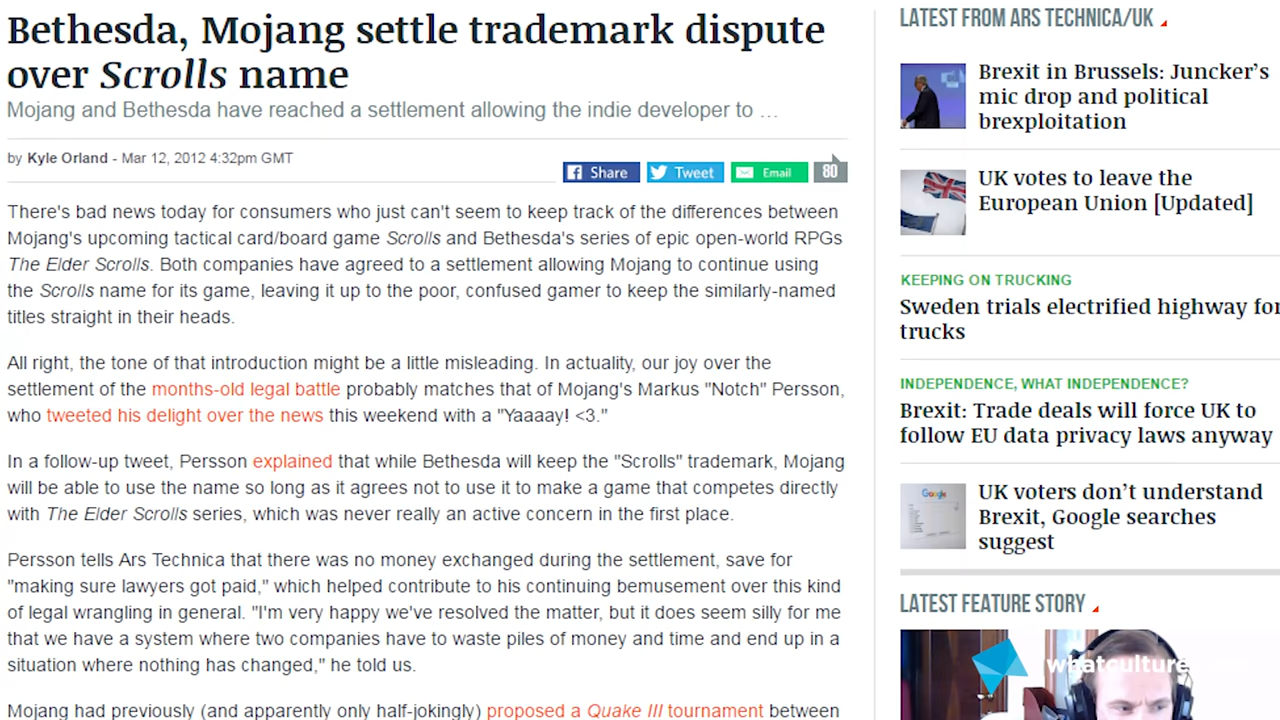 Bethesda, Mojang settle trademark dispute
over Scrolls name
Mojang and Bethesda have reached a settlement allowing the indie developer to ...
by Kyle Orland - Mar 12, 2012 4:32pm GMT
Share
Tweet
Email
80
There's bad news today for consumers who just can't seem to keep track of the differences between
Mojang's upcoming tactical card/board game Scrolls and Bethesda's series of epic open-world RPGs
The Elder Scrolls. Both companies have agreed to a settlement allowing Mojang to continue using
the Scrolls name for its game, leaving it up to the poor, confused gamer to keep the similarly-named
titles straight in their heads.
All right, the tone of that introduction might be a little misleading. In actuality, our joy over the
settlement of the months-old legal battle probably matches that of Mojang's Markus "Notch" Persson,
who tweeted his delight over the news this weekend with a "Yaaaay! <3."
In a follow-up tweet, Persson explained that while Bethesda will keep the "Scrolls" trademark, Mojang
will be able to use the name so long as it agrees not to use it to make a game that competes directly
with The Elder Scrolls series, which was never really an active concern in the first place.
Persson tells Ars Technica that there was no money exchanged during the settlement, save for
"making sure lawyers got paid," which helped contribute to his continuing bemusement over this kind
of legal wrangling in general. "I'm very happy we've resolved the matter, but it does seem silly for me
that we have a system where two companies have to waste piles of money and time and end up in a
situation where nothing has changed," he told us.
Mojang had previously (and apparently only half-jokingly) proposed a Quake III tournament between
LATEST FROM ARS TECHNICA/UK
Brexit in Brussels: Juncker's
mic drop and political
brexploitation
UK votes to leave the
European Union [Updated]
KEEPING ON TRUCKING
Sweden trials electrified highway for
trucks
INDEPENDENCE, WHAT INDEPENDENCE?
Brexit: Trade deals will force UK to
follow EU data privacy laws anyway
Google
UK voters don't understand
Brexit, Google searches
suggest
LATEST FEATURE STORY
whatculture